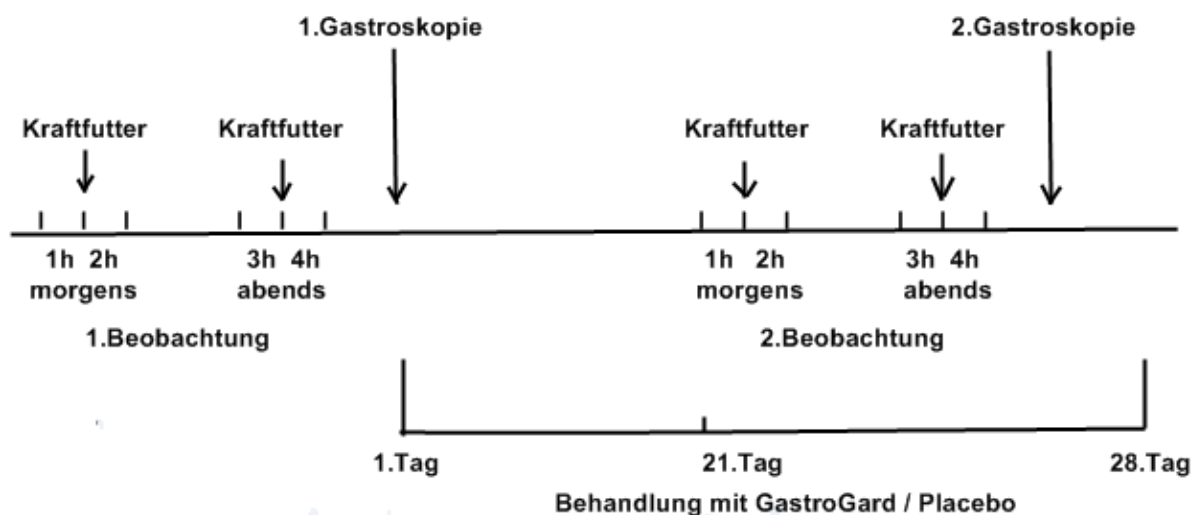 1.Gastroskopie 2.Gastroskopie
Kraftfutter Kraftfutter Kraftfutter Kraftfutter
1h 2h 3h 4h 1h 2h 3h 4h
morgens abends morgens abends
1.Beobachtung 2.Beobachtung
1.Tag 21.Tag 28.Tag
Behandlung mit GastroGard / Placebo